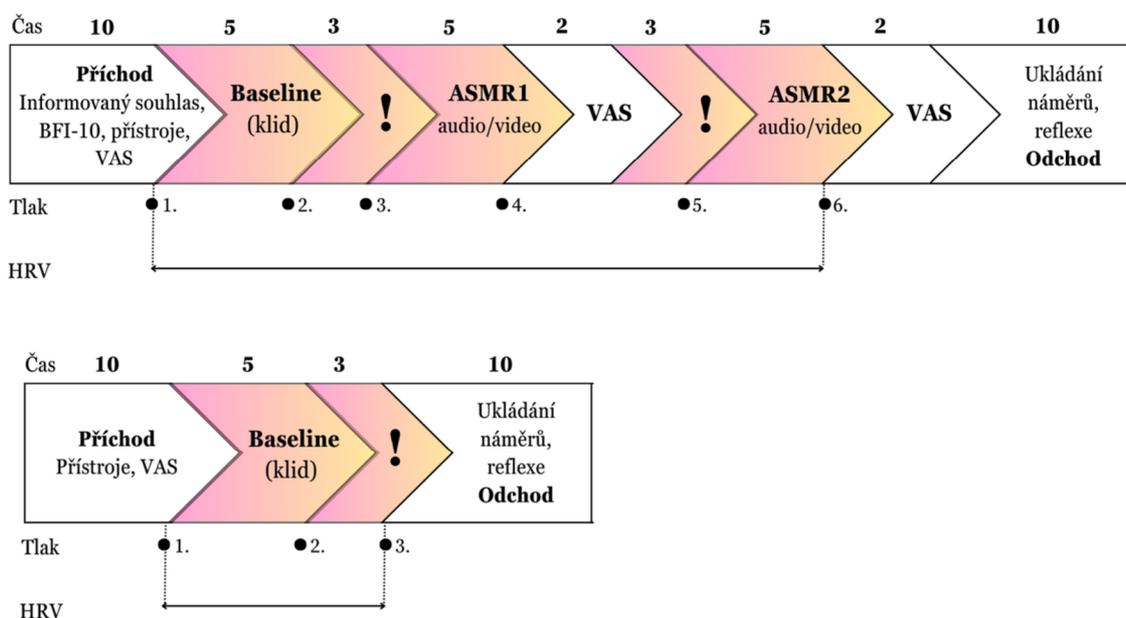 Čas 10 5 3 5 2 3 5 2 10
Příchod
Informovaný souhlas,
BFI-10, přístroje,
VAS
Baseline
(klid)
!
ASMR1
audio/video
VAS
!
ASMR2
audio/video
VAS
Ukládání
náměrů,
reflexe
Odchod
Tlak 1. 2. 3. 4. 5. 6.
HRV
Čas 10 5 3 10
Příchod
Přístroje, VAS
Baseline
(klid)
!
Ukládání
náměrů,
reflexe
Odchod
Tlak 1. 2. 3.
HRV